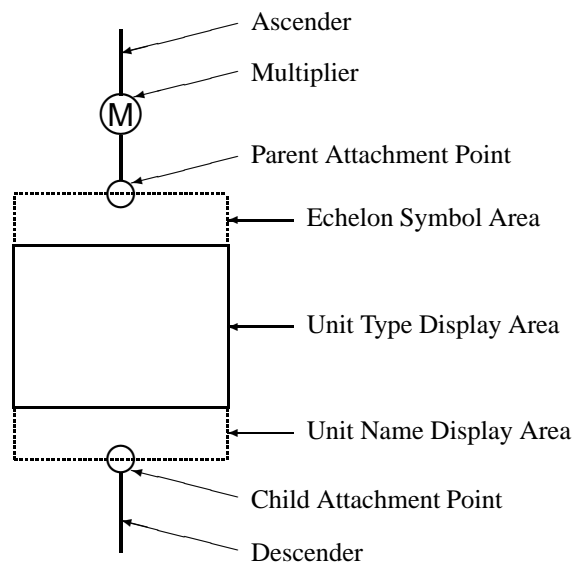 Ascender
Multiplier
M
Parent Attachment Point
Echelon Symbol Area
Unit Type Display Area
Unit Name Display Area
Child Attachment Point
Descender